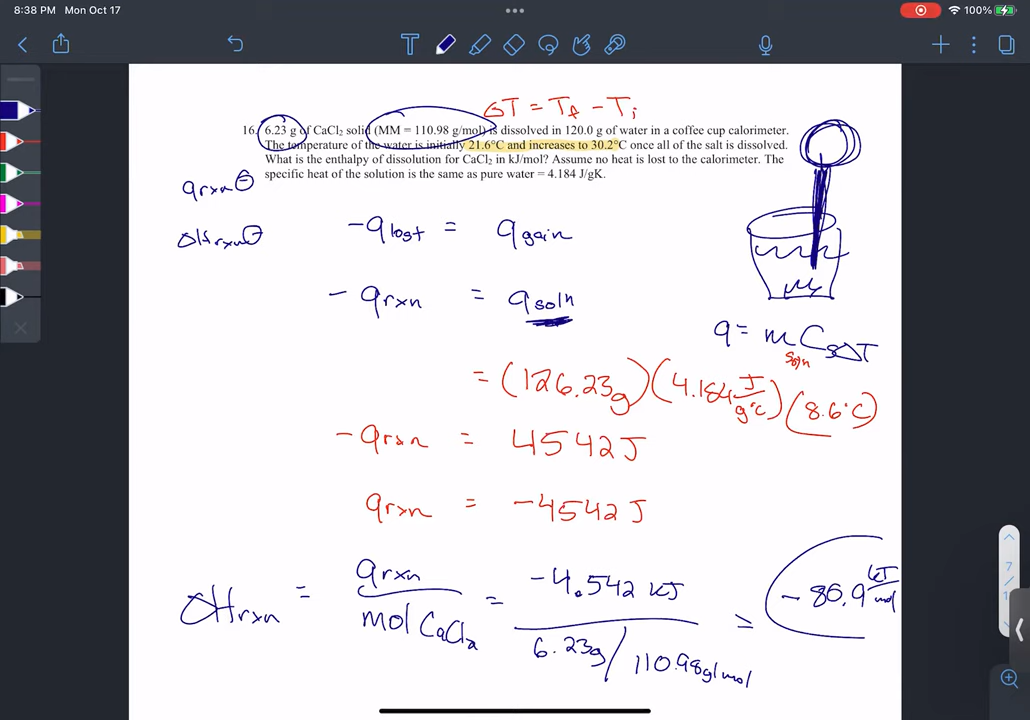 8:38 PM Mon Oct 17
100%
T
ΔT = Tf - Ti
16. 6.23 g of CaCl2 solid (MM = 110.98 g/mol) is dissolved in 120.0 g of water in a coffee cup calorimeter.
The temperature of the water is initially 21.6°C and increases to 30.2°C once all of the salt is dissolved.
What is the enthalpy of dissolution for CaCl2 in kJ/mol? Assume no heat is lost to the calorimeter. The
specific heat of the solution is the same as pure water = 4.184 J/gK.
qrxn ⊖
ΔHrxn ⊖
-qlost = qgain
-qrxn = qsoln
q = mCsΔT
soln
= (126.23g)(4.184 J/g°C)(8.6°C)
-qrxn = 4542 J
qrxn = -4542 J
ΔHrxn = qrxn / mol CaCl2 = -4.542 kJ / 6.23g/110.98g/mol = -80.9 kJ/mol
7